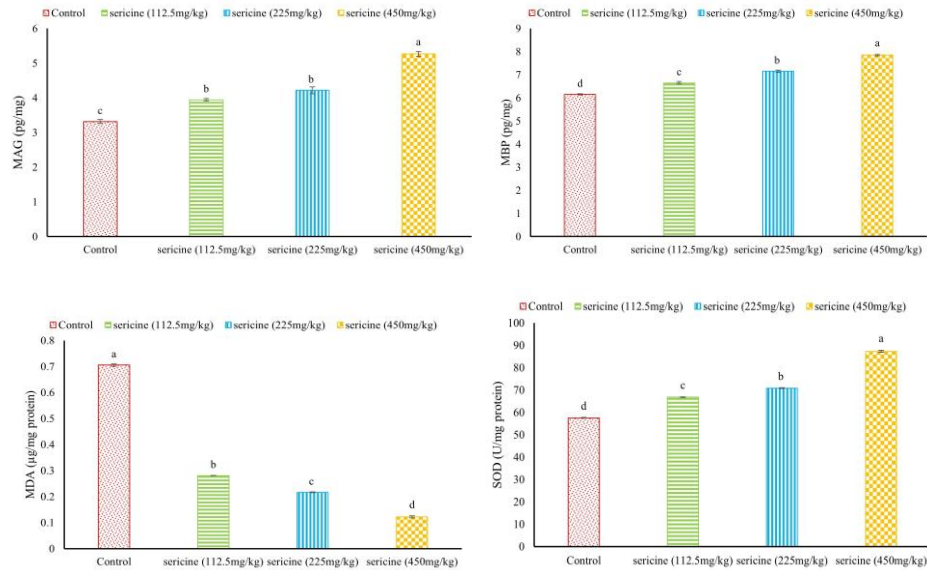 Control sericine (112.5mg/kg) sericine (225mg/kg) sericine (450mg/kg)
MAG (pg/mg)
6
5
4
3
2
1
0
c
b
b
a
Control sericine (112.5mg/kg) sericine (225mg/kg) sericine (450mg/kg)
Control sericine (112.5mg/kg) sericine (225mg/kg) sericine (450mg/kg)
MBP (pg/mg)
9
8
7
6
5
4
3
2
1
0
d
c
b
a
Control sericine (112.5mg/kg) sericine (225mg/kg) sericine (450mg/kg)
Control sericine (112.5mg/kg) sericine (225mg/kg) sericine (450mg/kg)
MDA (µg/mg protein)
0.8
0.7
0.6
0.5
0.4
0.3
0.2
0.1
0
a
b
c
d
Control sericine (112.5mg/kg) sericine (225mg/kg) sericine (450mg/kg)
Control sericine (112.5mg/kg) sericine (225mg/kg) sericine (450mg/kg)
SOD (U/mg protein)
100
90
80
70
60
50
40
30
20
10
0
d
c
b
a
Control sericine (112.5mg/kg) sericine (225mg/kg) sericine (450mg/kg)